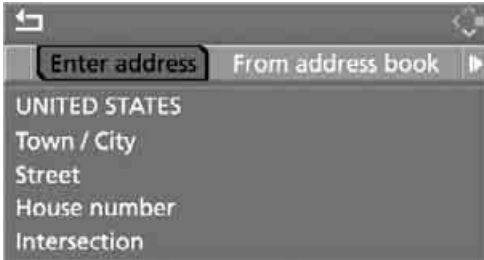 Enter address From address book
UNITED STATES
Town / City
Street
House number
Intersection